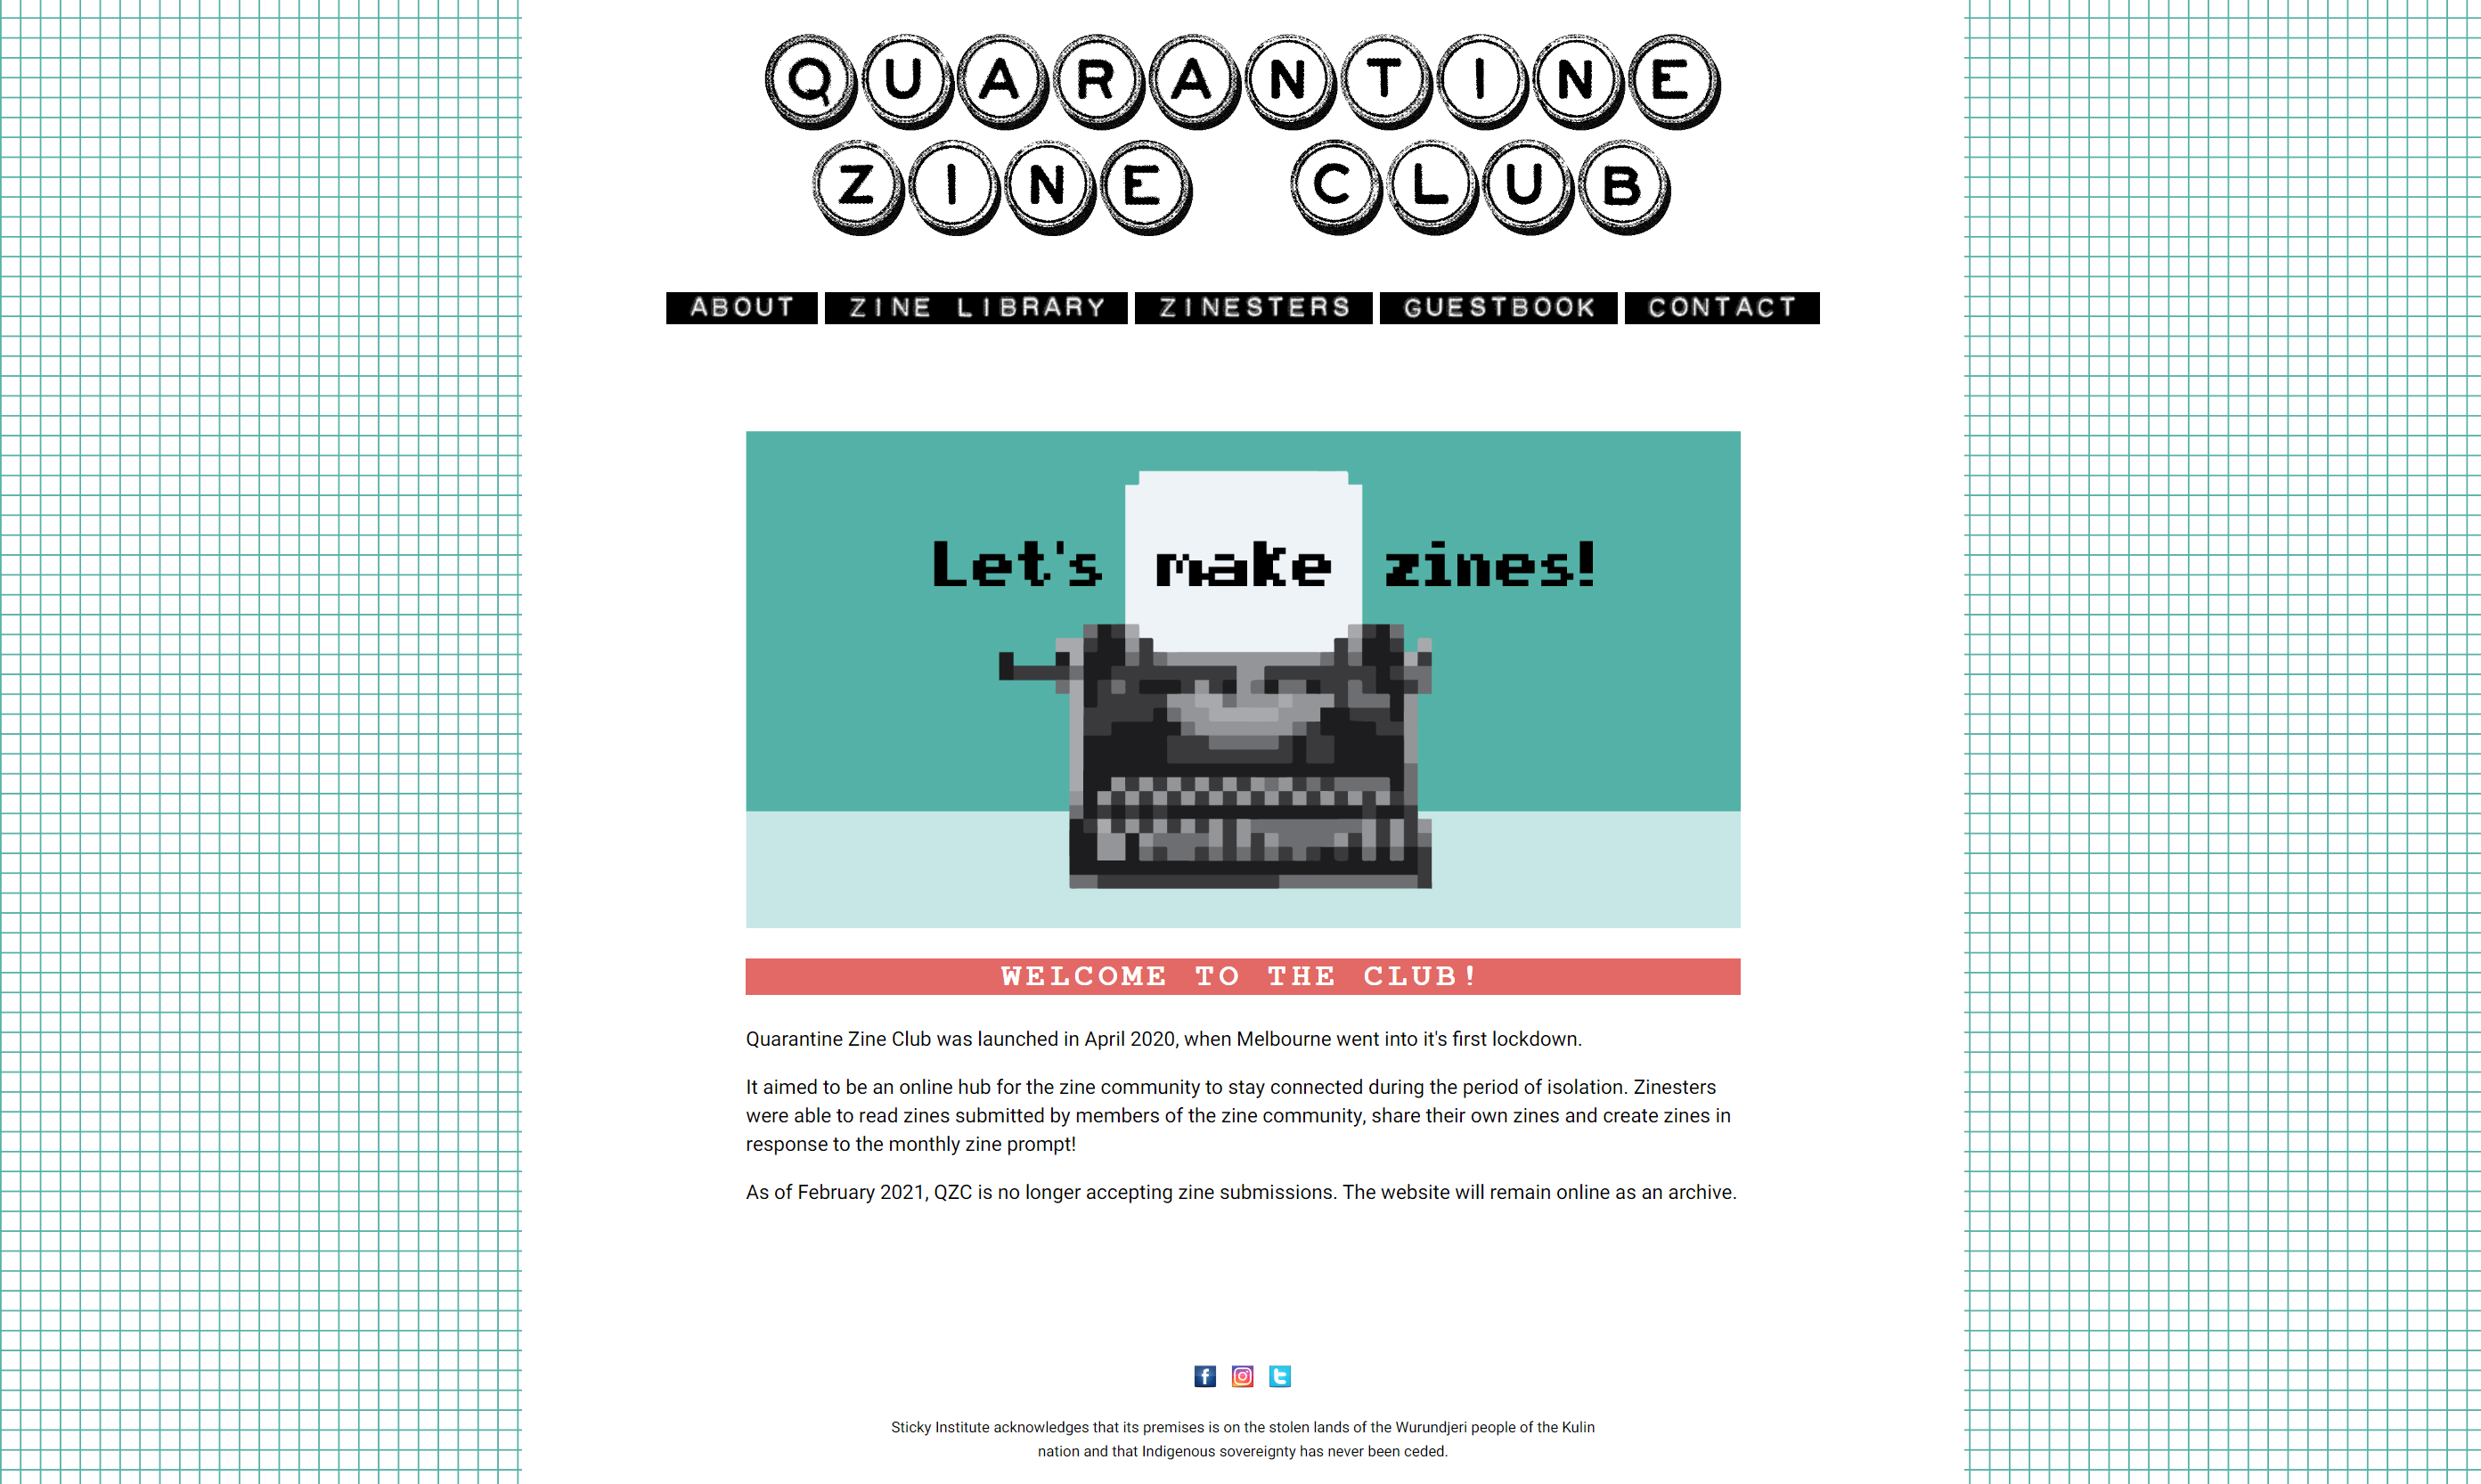 QUARANTINE
ZINE CLUB
ABOUT ZINE LIBRARY ZINESTERS GUESTBOOK CONTACT
Let's make zines!
WELCOME TO THE CLUB!
Quarantine Zine Club was launched in April 2020, when Melbourne went into it's first lockdown.
It aimed to be an online hub for the zine community to stay connected during the period of isolation. Zinesters
were able to read zines submitted by members of the zine community, share their own zines and create zines in
response to the monthly zine prompt!
As of February 2021, QZC is no longer accepting zine submissions. The website will remain online as an archive.
Sticky Institute acknowledges that its premises is on the stolen lands of the Wurundjeri people of the Kulin
nation and that Indigenous sovereignty has never been ceded.